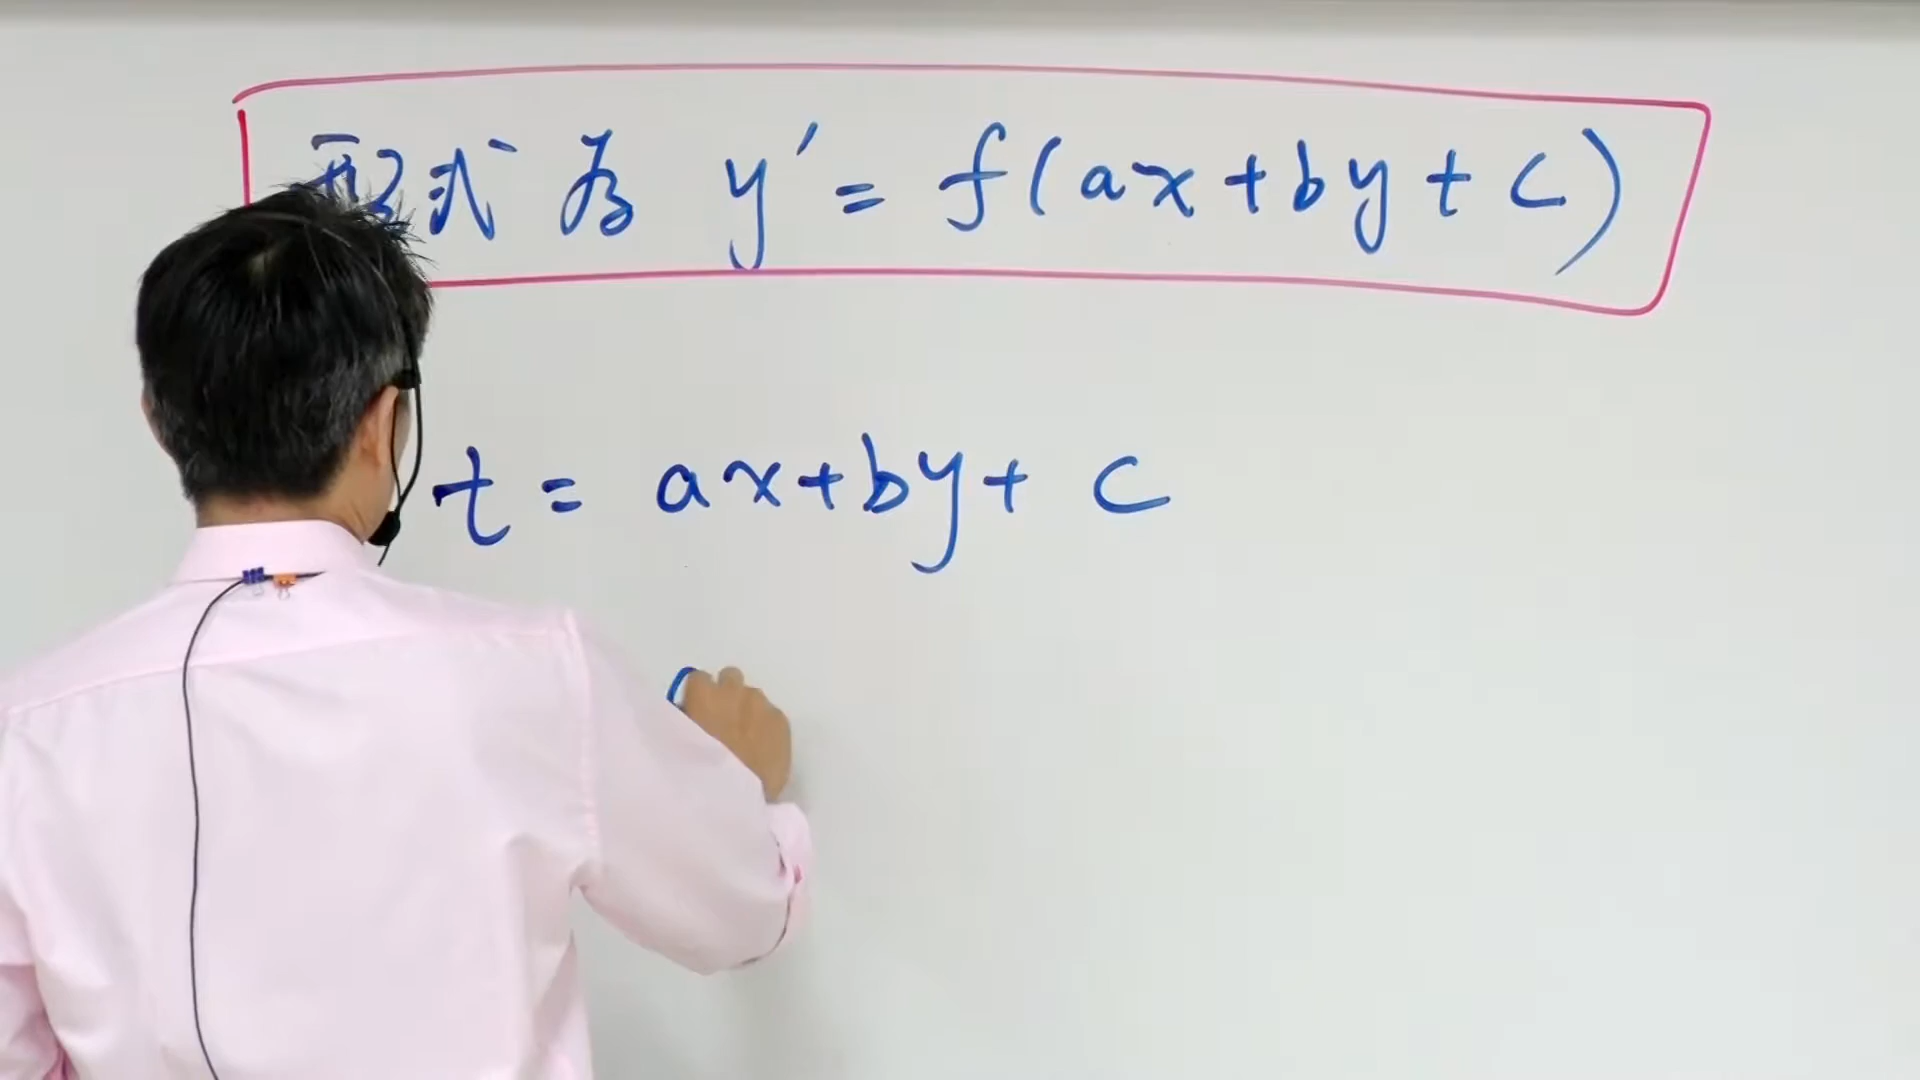 形式为 y′ = f(ax+by+c)
t = ax+by+c